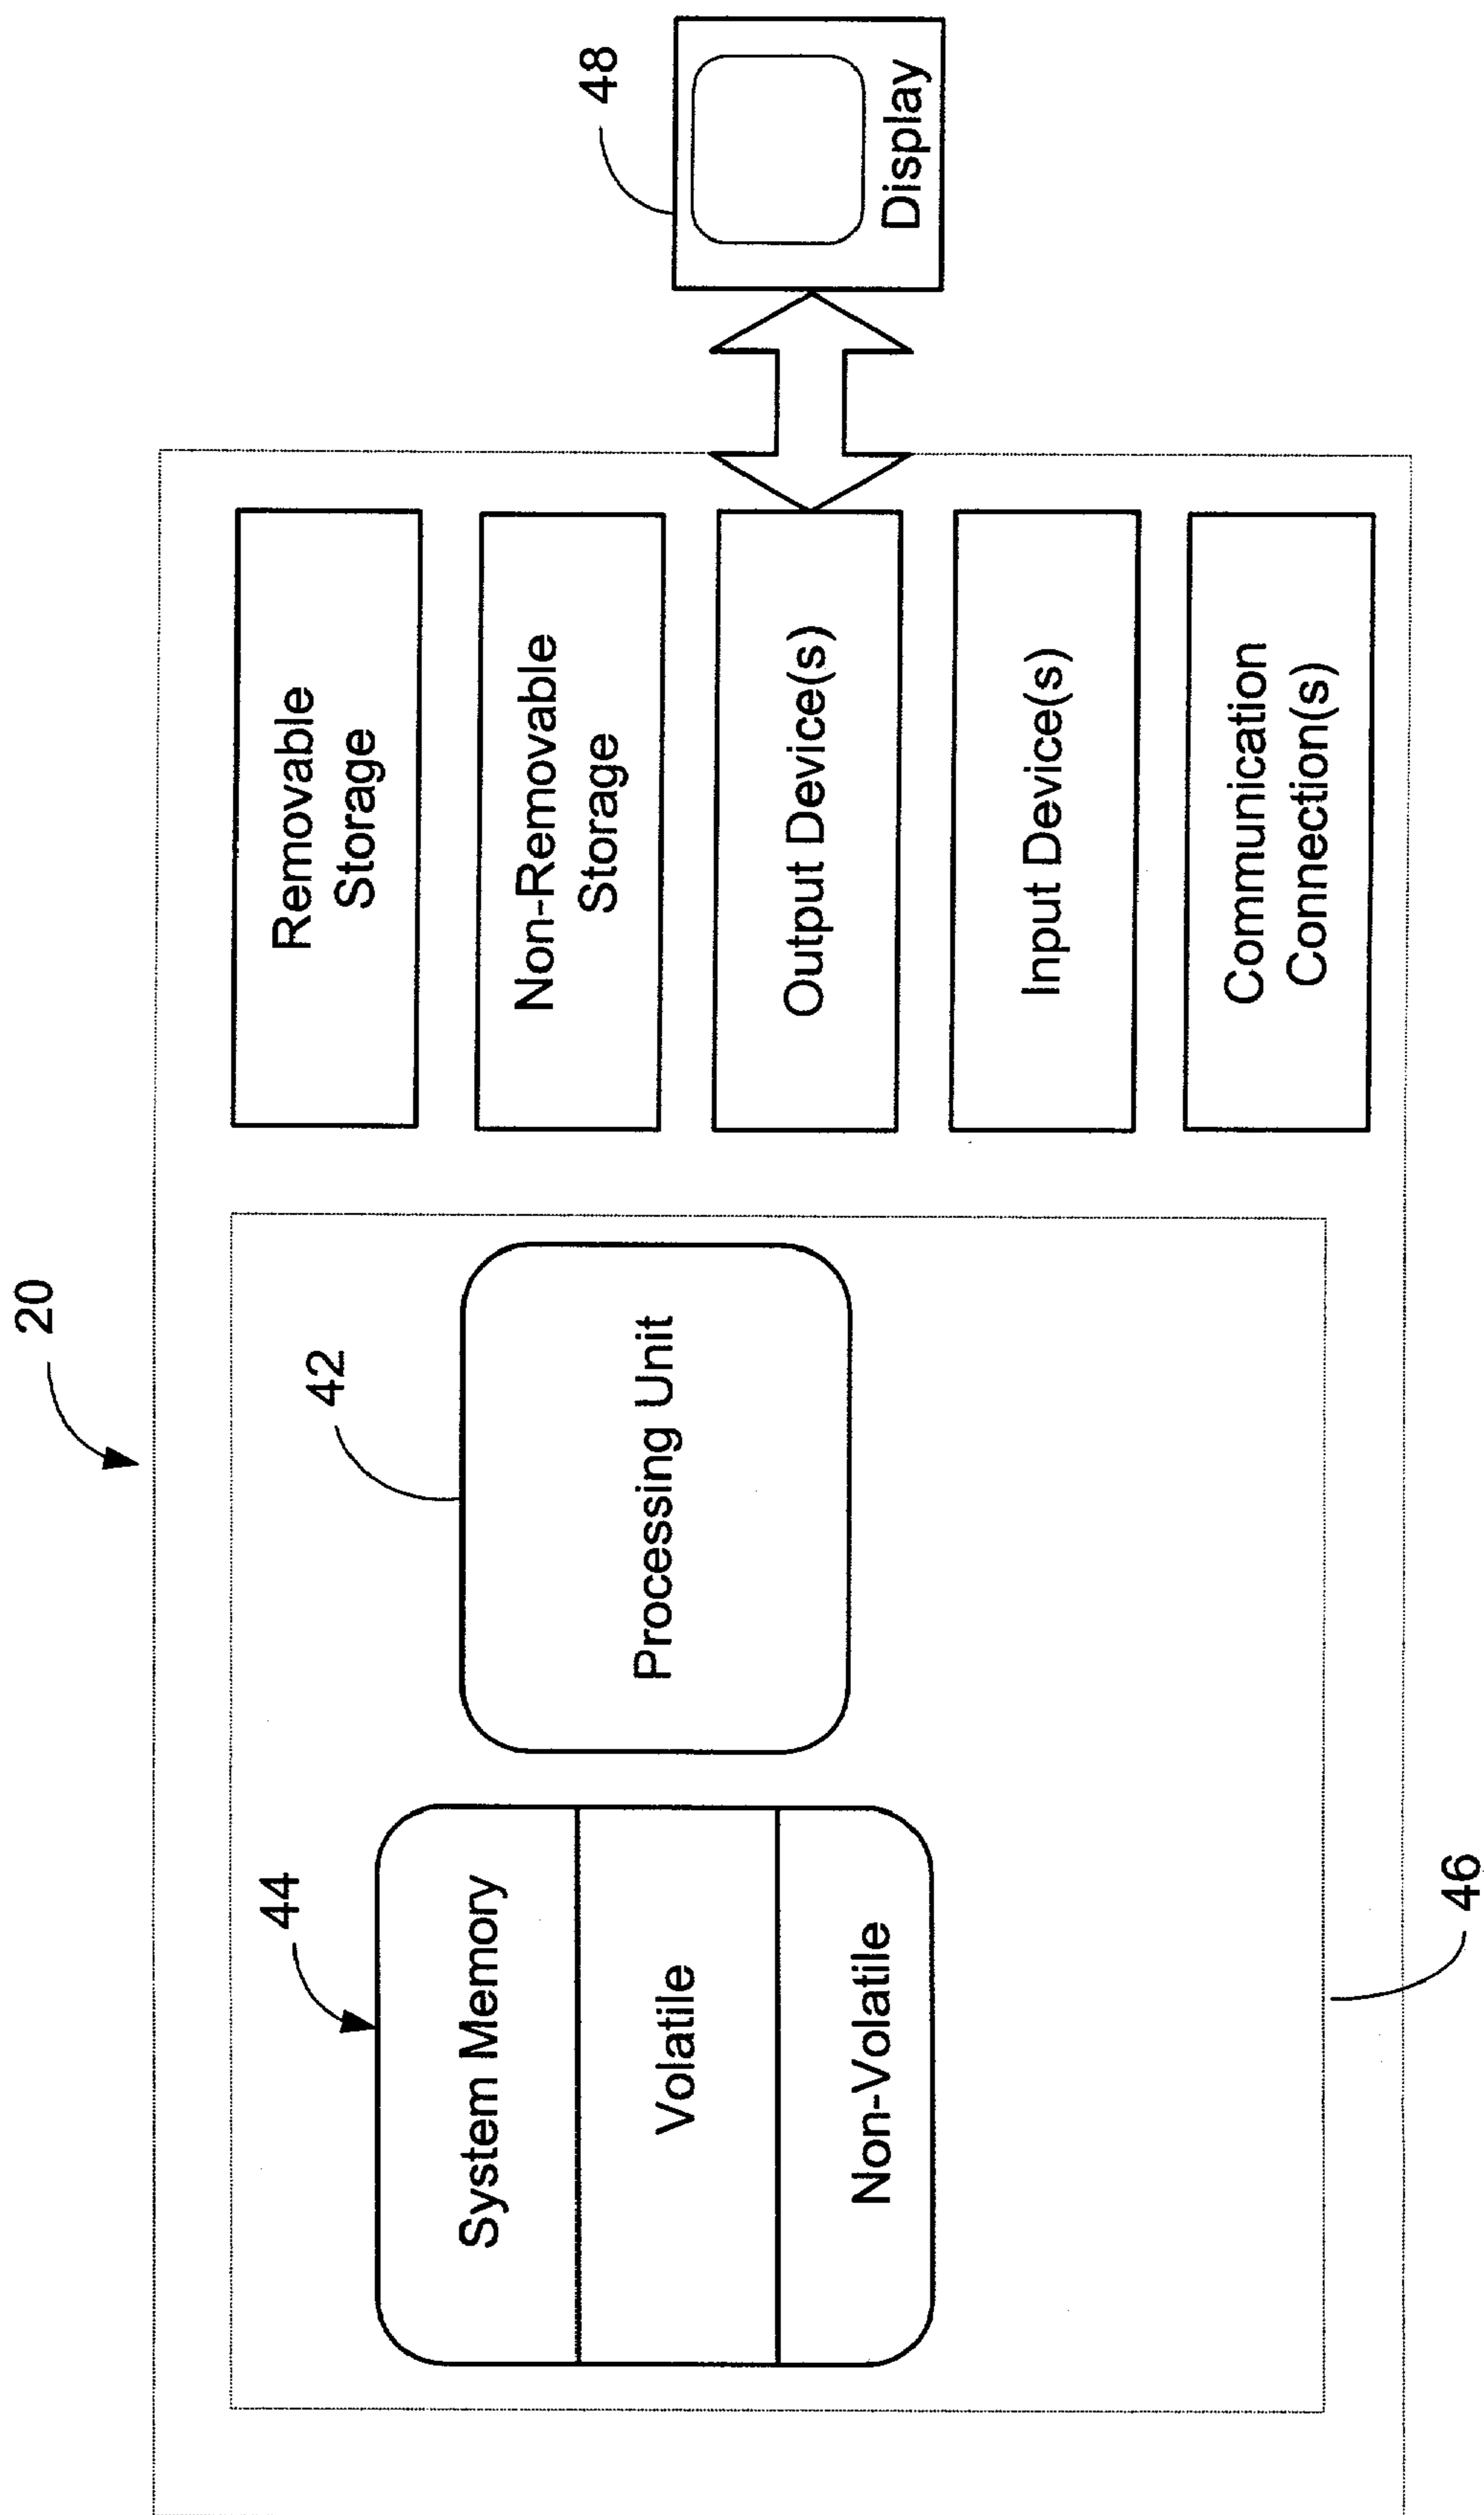 20
44
System Memory
Volatile
Non-Volatile
42
Processing Unit
46
Removable
Storage
Non-Removable
Storage
Output Device(s)
Input Device(s)
Communication
Connection(s)
48
Display